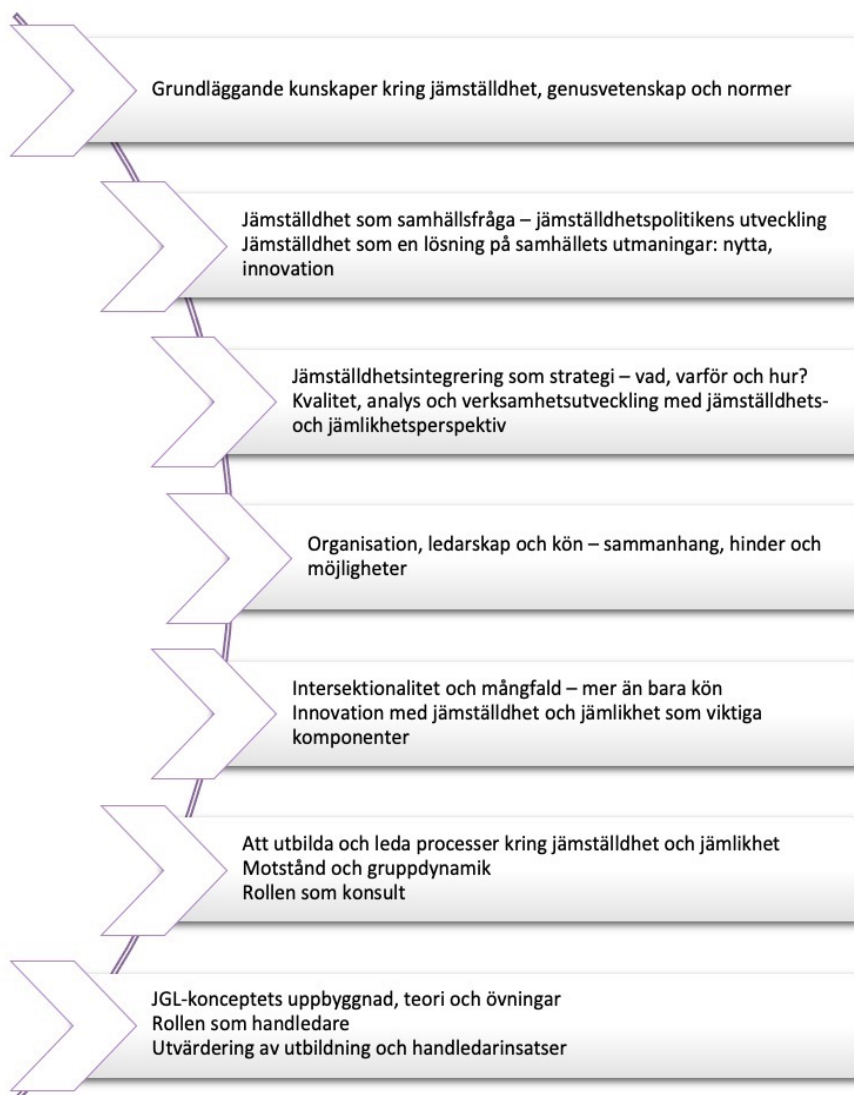 Grundläggande kunskaper kring jämställdhet, genusvetenskap och normer
Jämställdhet som samhällsfråga – jämställdhetspolitikens utveckling
Jämställdhet som en lösning på samhällets utmaningar: nytta,
innovation
Jämställdhetsintegrering som strategi – vad, varför och hur?
Kvalitet, analys och verksamhetsutveckling med jämställdhets-
och jämlikhetsperspektiv
Organisation, ledarskap och kön – sammanhang, hinder och
möjligheter
Intersektionalitet och mångfald – mer än bara kön
Innovation med jämställdhet och jämlikhet som viktiga
komponenter
Att utbilda och leda processer kring jämställdhet och jämlikhet
Motstånd och gruppdynamik
Rollen som konsult
JGL-konceptets uppbyggnad, teori och övningar
Rollen som handledare
Utvärdering av utbildning och handledarinsatser